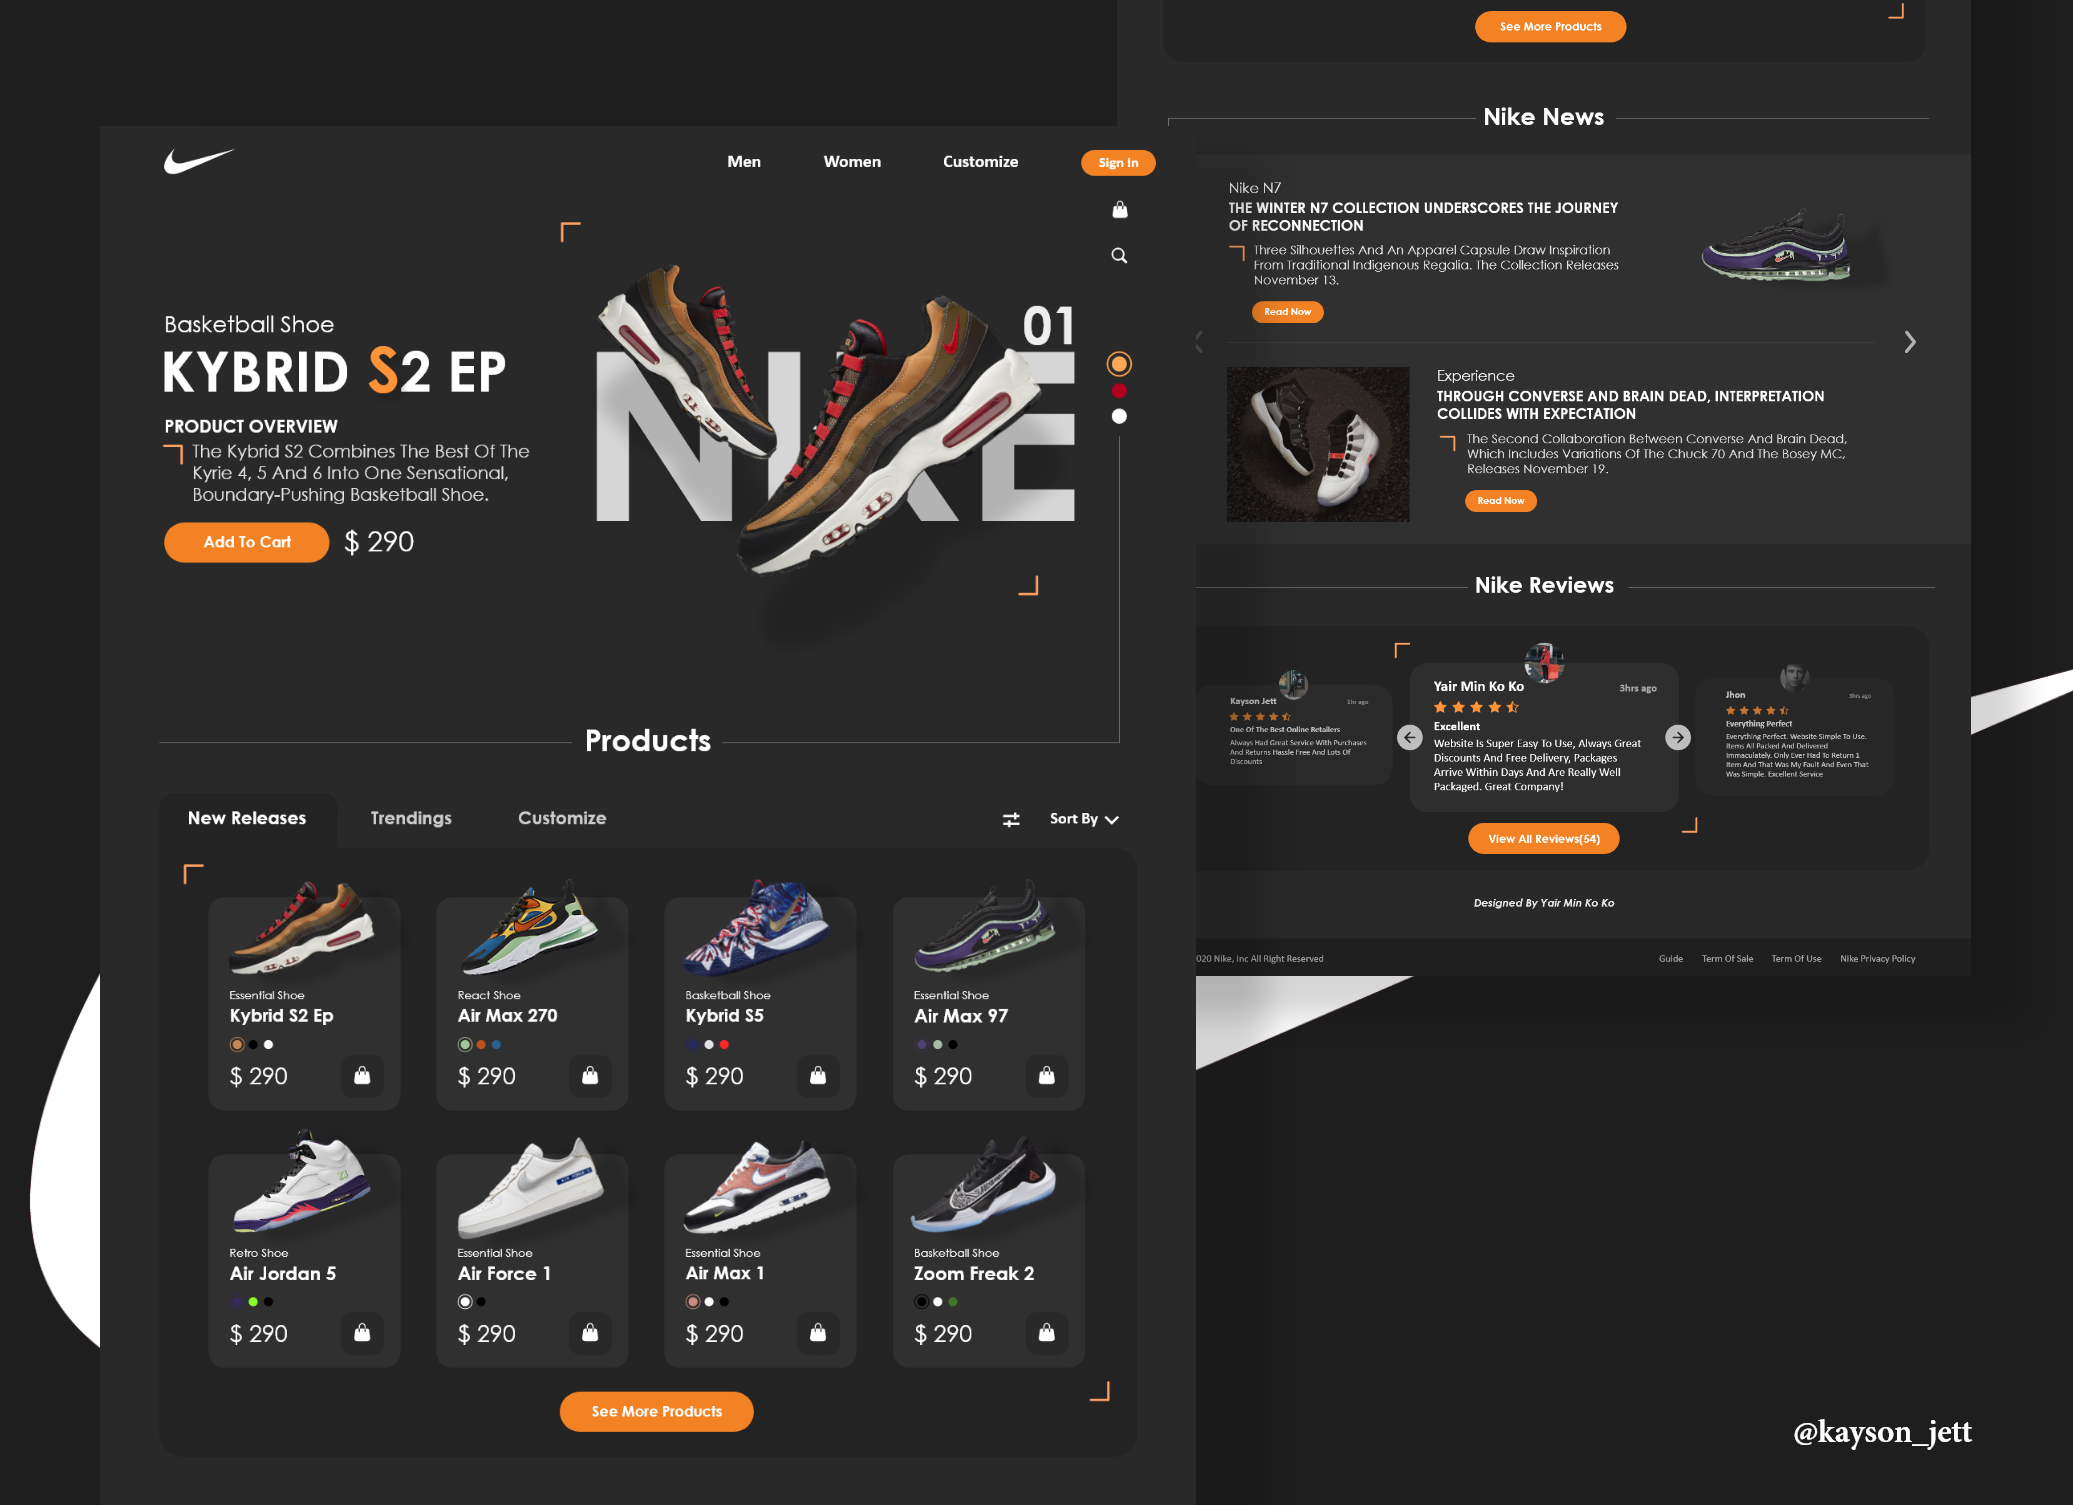 Men
Women
Customize
Sign In
01
Basketball Shoe
KYBRID S2 EP
NIKE
PRODUCT OVERVIEW
The Kybrid S2 Combines The Best Of The
Kyrie 4, 5 And 6 Into One Sensational,
Boundary-Pushing Basketball Shoe.
Add To Cart
$ 290
Products
New Releases
Trendings
Customize
Sort By
Essential Shoe
Kybrid S2 Ep
$ 290
React Shoe
Air Max 270
$ 290
Basketball Shoe
Kybrid S5
$ 290
Essential Shoe
Air Max 97
$ 290
Retro Shoe
Air Jordan 5
$ 290
Essential Shoe
Air Force 1
$ 290
Essential Shoe
Air Max 1
$ 290
Basketball Shoe
Zoom Freak 2
$ 290
See More Products
See More Products
Nike News
Nike N7
THE WINTER N7 COLLECTION UNDERSCORES THE JOURNEY
OF RECONNECTION
Three Silhouettes And An Apparel Capsule Draw Inspiration
From Traditional Indigenous Regalia. The Collection Releases
November 13.
Read Now
Experience
THROUGH CONVERSE AND BRAIN DEAD, INTERPRETATION
COLLIDES WITH EXPECTATION
The Second Collaboration Between Converse And Brain Dead,
Which Includes Variations Of The Chuck 70 And The Bosey MC,
Releases November 19.
Read Now
Nike Reviews
Kayson Jett
1hr ago
One Of The Best Online Retailers
Always Had Great Service With Purchases
And Returns Hassle Free And Lots Of
Discounts
Yair Min Ko Ko
3hrs ago
Excellent
Website Is Super Easy To Use, Always Great
Discounts And Free Delivery, Packages
Arrive Within Days And Are Really Well
Packaged. Great Company!
Jhon
3hs ago
Everything Perfect
Everything Perfect. Website Simple To Use.
Items All Packed And Delivered
Immaculately. Only Ever Had To Return 1
Item And That Was My Fault And Even That
Was Simple. Excellent Service
View All Reviews(54)
Designed By Yair Min Ko Ko
020 Nike, Inc All Right Reserved
Guide
Term Of Sale
Term Of Use
Nike Privacy Policy
@kayson_jett